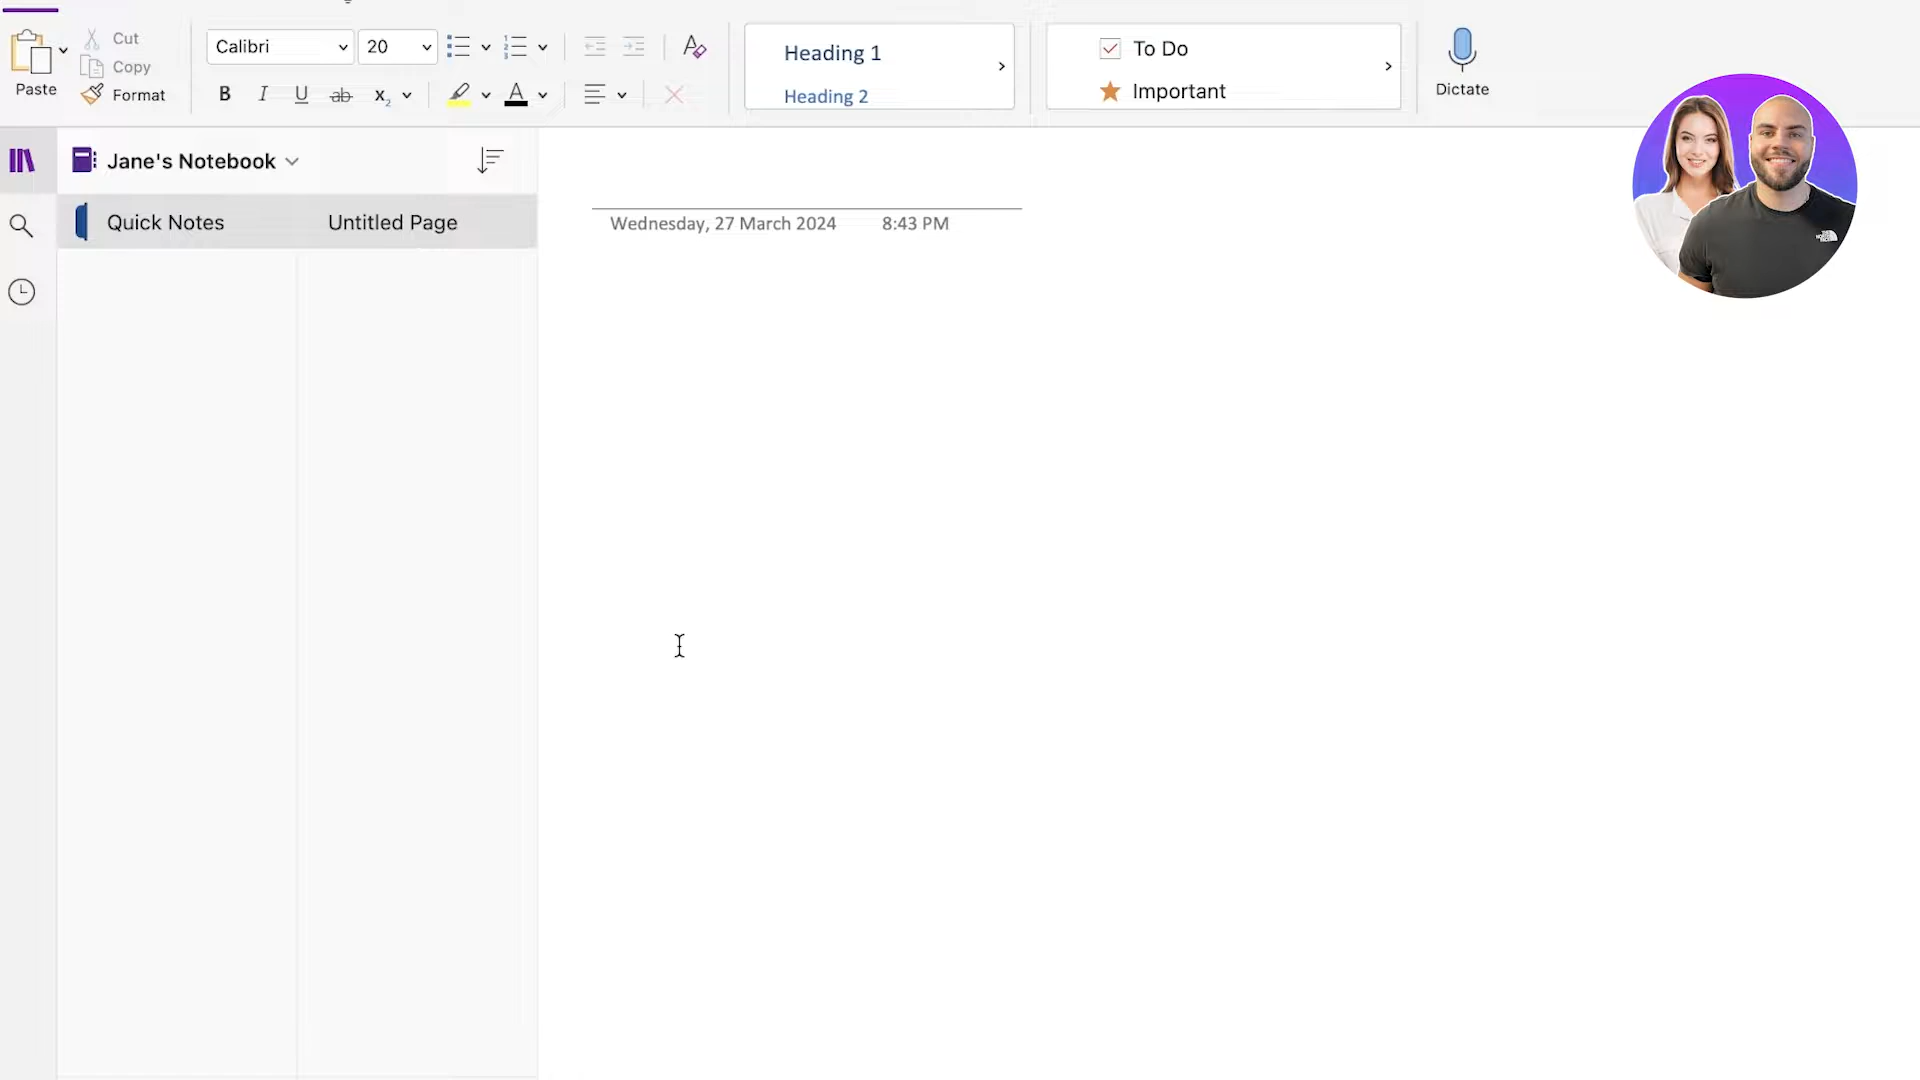 Paste
Cut
Copy
Format
Calibri
20
B I U ab x₂
A
Heading 1
Heading 2
To Do
Important
Dictate
Jane's Notebook
Quick Notes
Untitled Page
Wednesday, 27 March 2024 8:43 PM